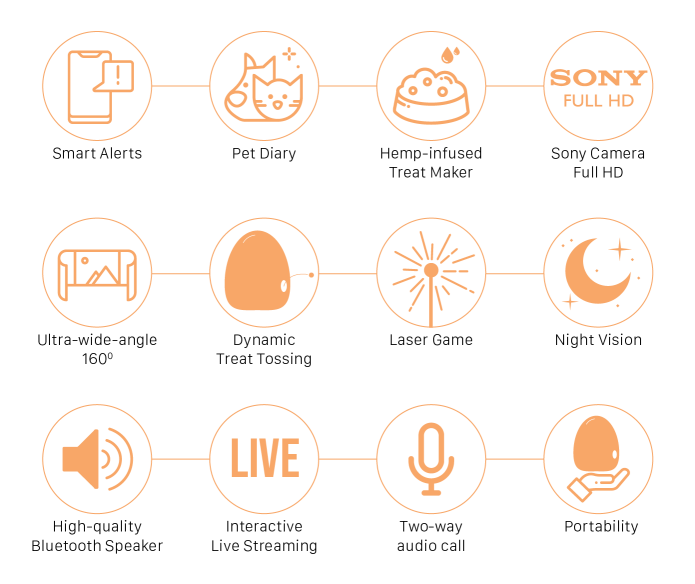 !
SONY
FULL HD
Smart Alerts
Pet Diary
Hemp-infused
Treat Maker
Sony Camera
Full HD
Ultra-wide-angle
160⁰
Dynamic
Treat Tossing
Laser Game
Night Vision
LIVE
High-quality
Bluetooth Speaker
Interactive
Live Streaming
Two-way
audio call
Portability